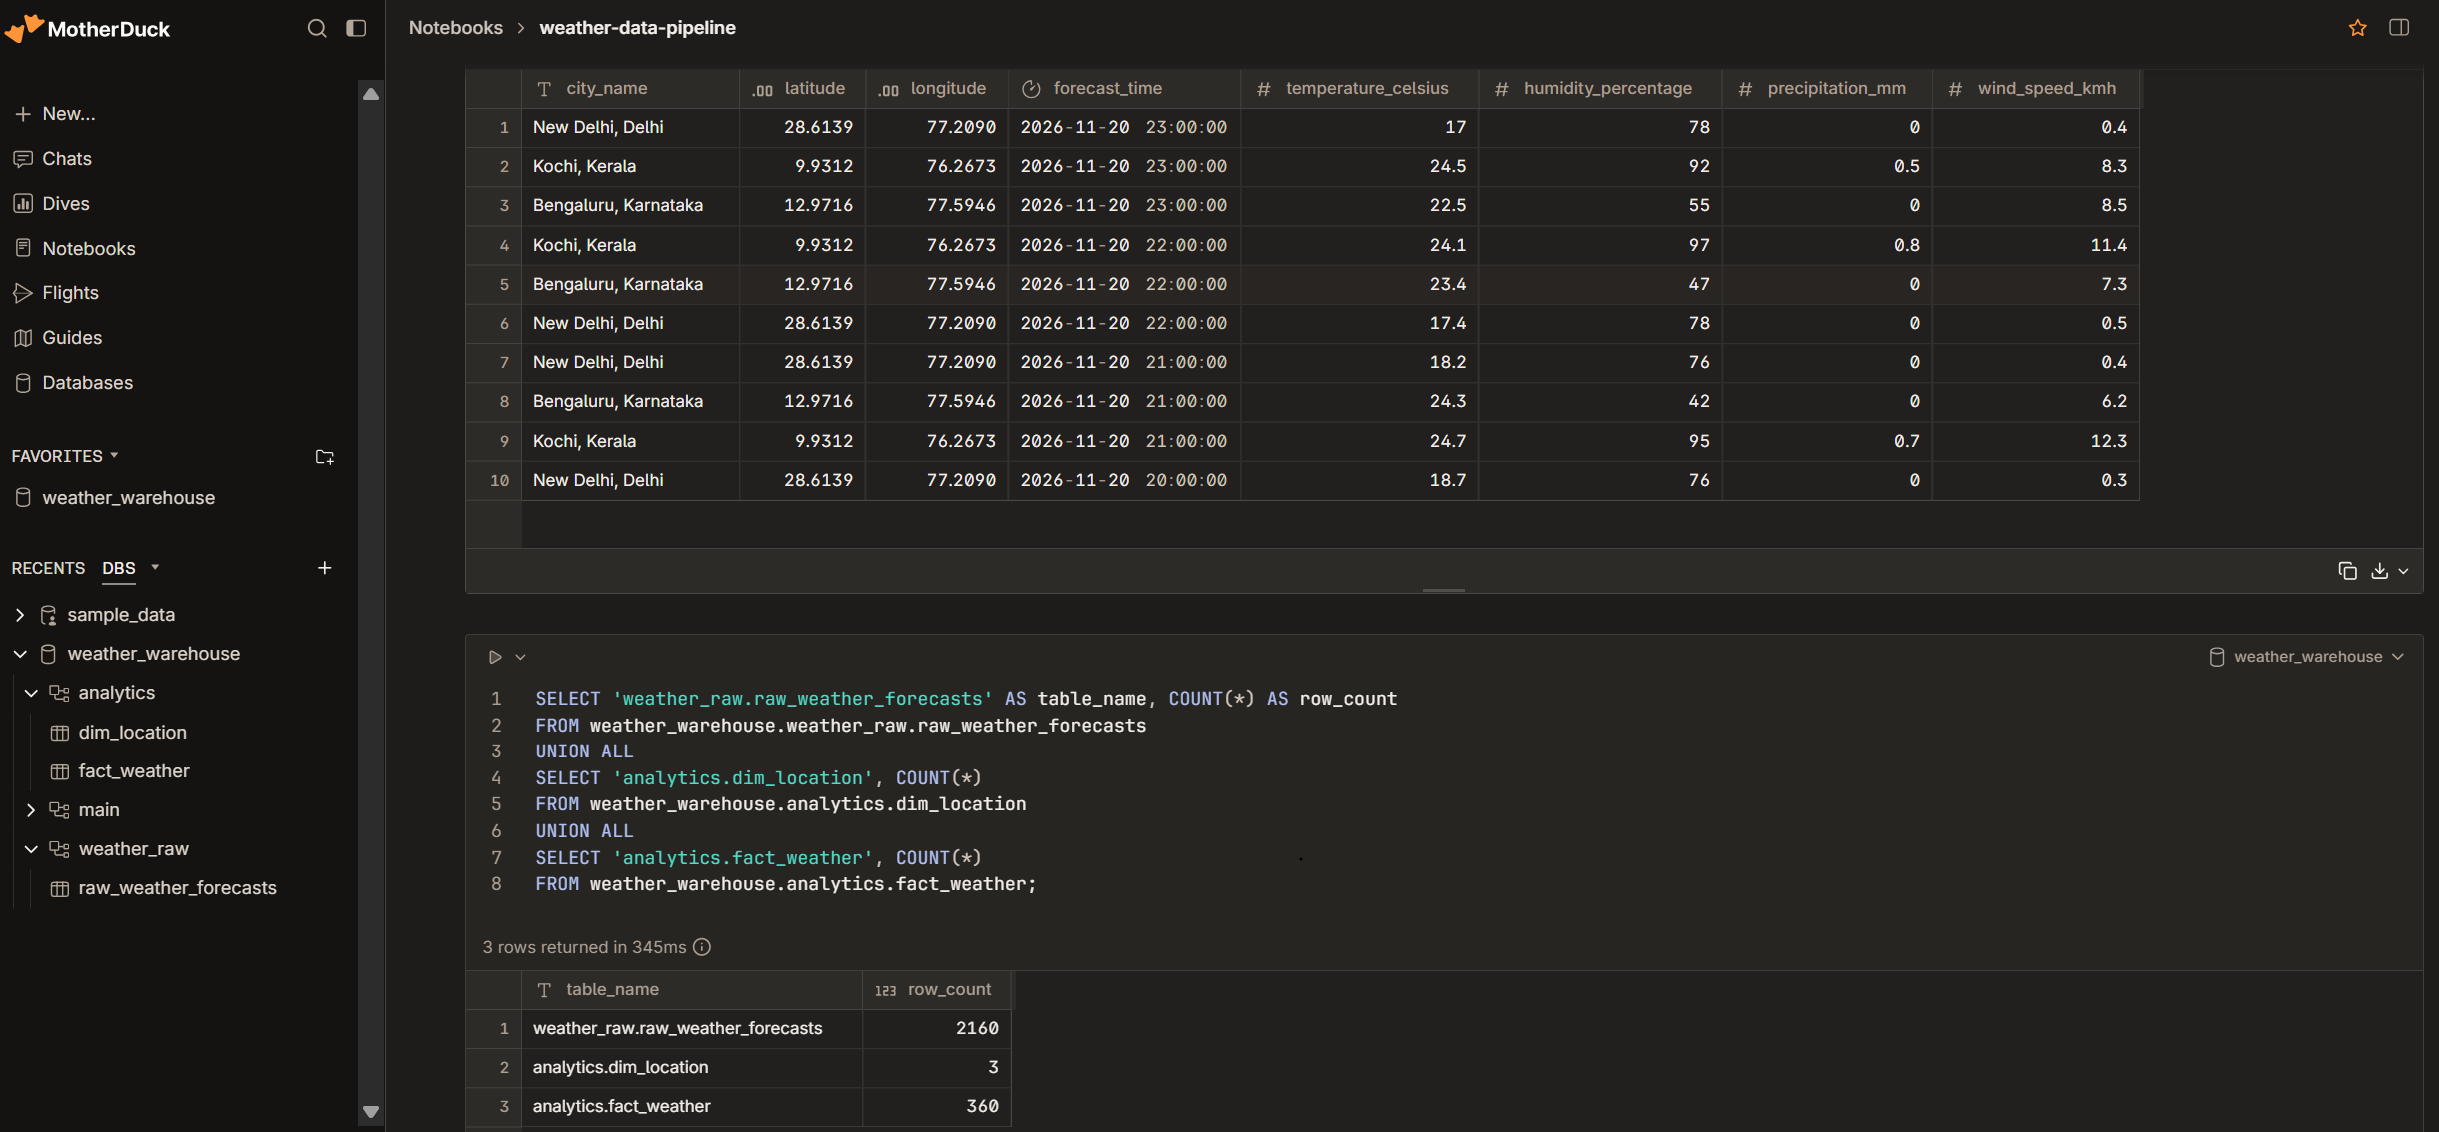 MotherDuck
New...
Chats
Dives
Notebooks
Flights
Guides
Databases
FAVORITES
weather_warehouse
RECENTS DBS
sample_data
weather_warehouse
analytics
dim_location
fact_weather
main
weather_raw
raw_weather_forecasts
Notebooks > weather-data-pipeline
T city_name .00 latitude .00 longitude forecast_time # temperature_celsius # humidity_percentage # precipitation_mm # wind_speed_kmh
1 New Delhi, Delhi 28.6139 77.2090 2026-11-20 23:00:00 17 78 0 0.4
2 Kochi, Kerala 9.9312 76.2673 2026-11-20 23:00:00 24.5 92 0.5 8.3
3 Bengaluru, Karnataka 12.9716 77.5946 2026-11-20 23:00:00 22.5 55 0 8.5
4 Kochi, Kerala 9.9312 76.2673 2026-11-20 22:00:00 24.1 97 0.8 11.4
5 Bengaluru, Karnataka 12.9716 77.5946 2026-11-20 22:00:00 23.4 47 0 7.3
6 New Delhi, Delhi 28.6139 77.2090 2026-11-20 22:00:00 17.4 78 0 0.5
7 New Delhi, Delhi 28.6139 77.2090 2026-11-20 21:00:00 18.2 76 0 0.4
8 Bengaluru, Karnataka 12.9716 77.5946 2026-11-20 21:00:00 24.3 42 0 6.2
9 Kochi, Kerala 9.9312 76.2673 2026-11-20 21:00:00 24.7 95 0.7 12.3
10 New Delhi, Delhi 28.6139 77.2090 2026-11-20 20:00:00 18.7 76 0 0.3
weather_warehouse
1 SELECT 'weather_raw.raw_weather_forecasts' AS table_name, COUNT(*) AS row_count
2 FROM weather_warehouse.weather_raw.raw_weather_forecasts
3 UNION ALL
4 SELECT 'analytics.dim_location', COUNT(*)
5 FROM weather_warehouse.analytics.dim_location
6 UNION ALL
7 SELECT 'analytics.fact_weather', COUNT(*)
8 FROM weather_warehouse.analytics.fact_weather;
3 rows returned in 345ms
T table_name 123 row_count
1 weather_raw.raw_weather_forecasts 2160
2 analytics.dim_location 3
3 analytics.fact_weather 360